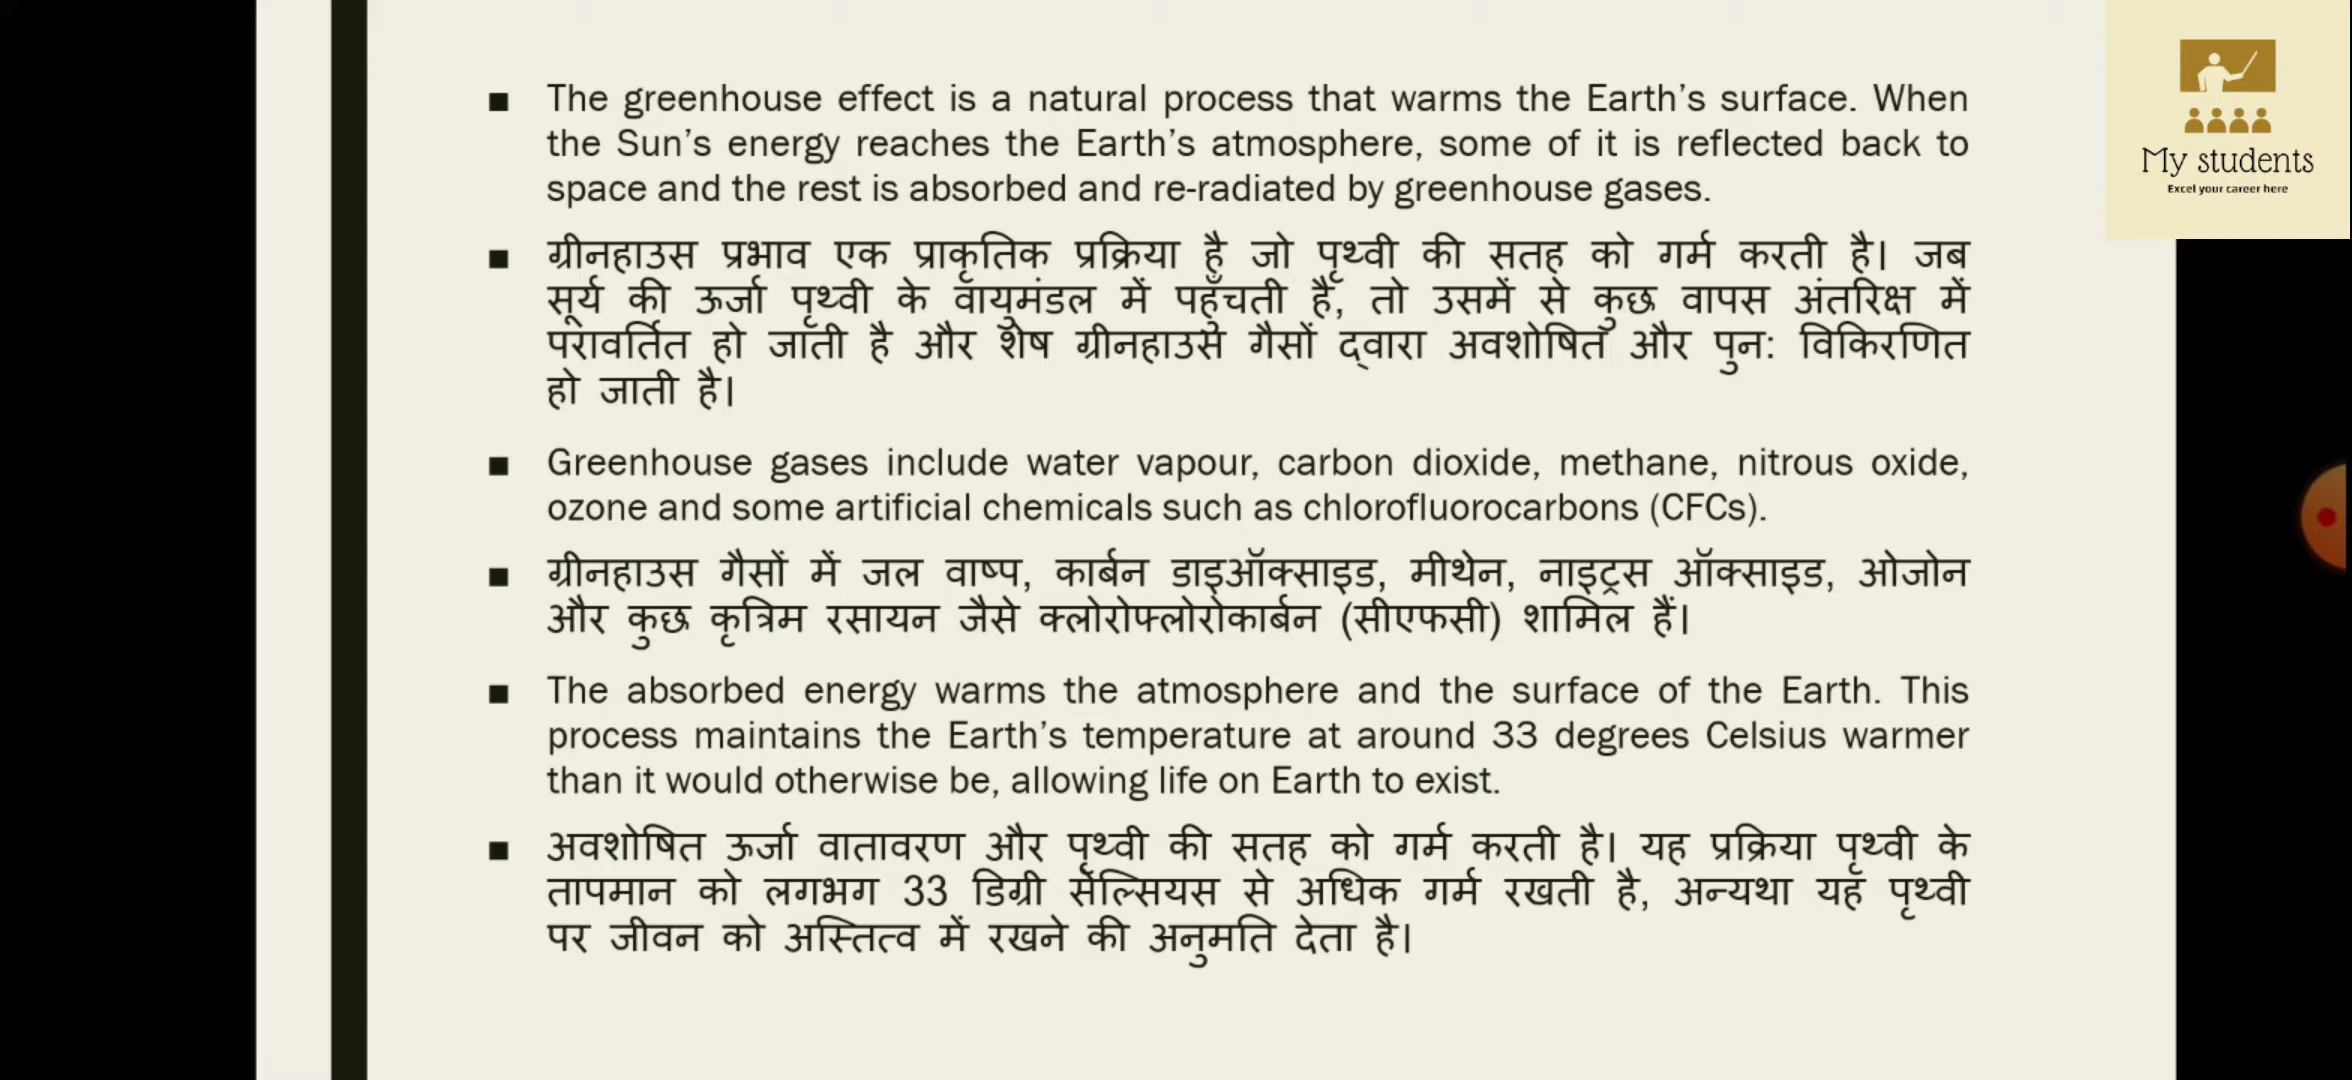 The greenhouse effect is a natural process that warms the Earth's surface. When
the Sun's energy reaches the Earth's atmosphere, some of it is reflected back to
space and the rest is absorbed and re-radiated by greenhouse gases.
ग्रीनहाउस प्रभाव एक प्राकृतिक प्रक्रिया है जो पृथ्वी की सतह को गर्म करती है। जब
सूर्य की ऊर्जा पृथ्वी के वायुमंडल में पहुँचती है, तो उसमें से कुछ वापस अंतरिक्ष में
परावर्तित हो जाती है और शेष ग्रीनहाउस गैसों द्वारा अवशोषित और पुन: विकिरणित
हो जाती है।
Greenhouse gases include water vapour, carbon dioxide, methane, nitrous oxide,
ozone and some artificial chemicals such as chlorofluorocarbons (CFCs).
ग्रीनहाउस गैसों में जल वाष्प, कार्बन डाइऑक्साइड, मीथेन, नाइट्रस ऑक्साइड, ओजोन
और कुछ कृत्रिम रसायन जैसे क्लोरोफ्लोरोकार्बन (सीएफसी) शामिल हैं।
The absorbed energy warms the atmosphere and the surface of the Earth. This
process maintains the Earth's temperature at around 33 degrees Celsius warmer
than it would otherwise be, allowing life on Earth to exist.
अवशोषित ऊर्जा वातावरण और पृथ्वी की सतह को गर्म करती है। यह प्रक्रिया पृथ्वी के
तापमान को लगभग 33 डिग्री सेल्सियस से अधिक गर्म रखती है, अन्यथा यह पृथ्वी
पर जीवन को अस्तित्व में रखने की अनुमति देता है।
My students
Excel your career here